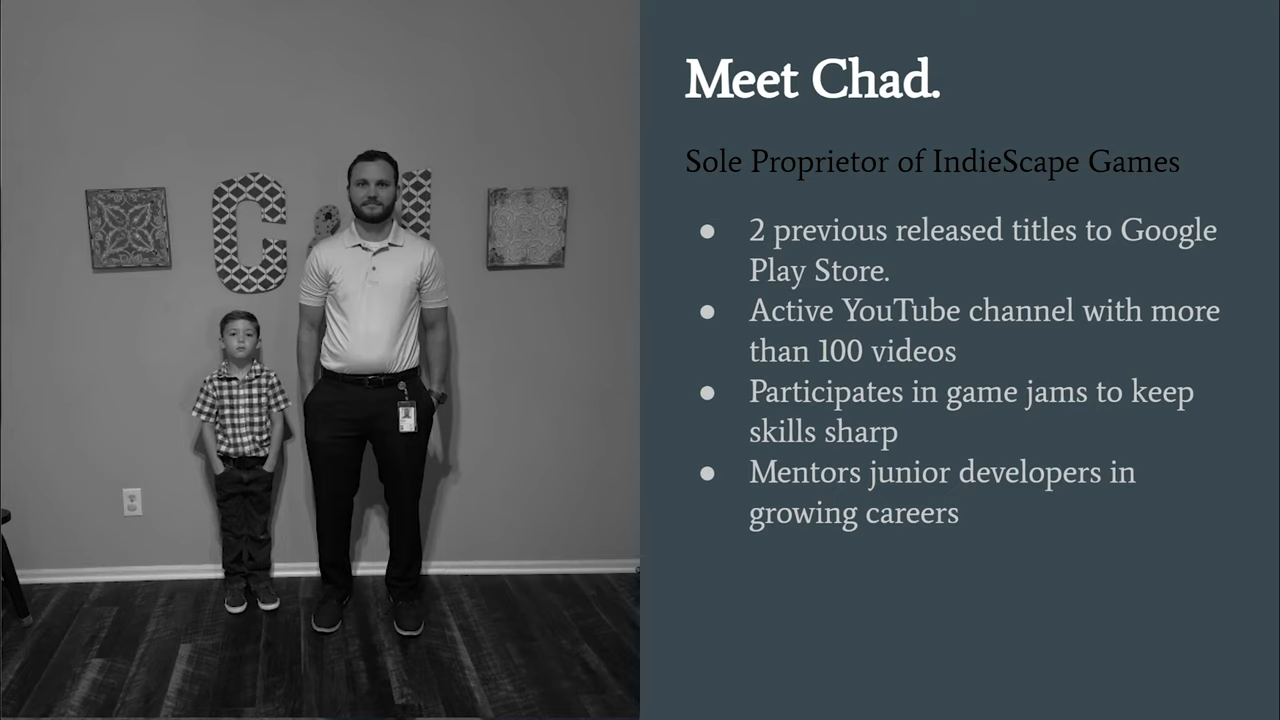 C &
Meet Chad.
Sole Proprietor of IndieScape Games
● 2 previous released titles to Google
Play Store.
● Active YouTube channel with more
than 100 videos
● Participates in game jams to keep
skills sharp
● Mentors junior developers in
growing careers